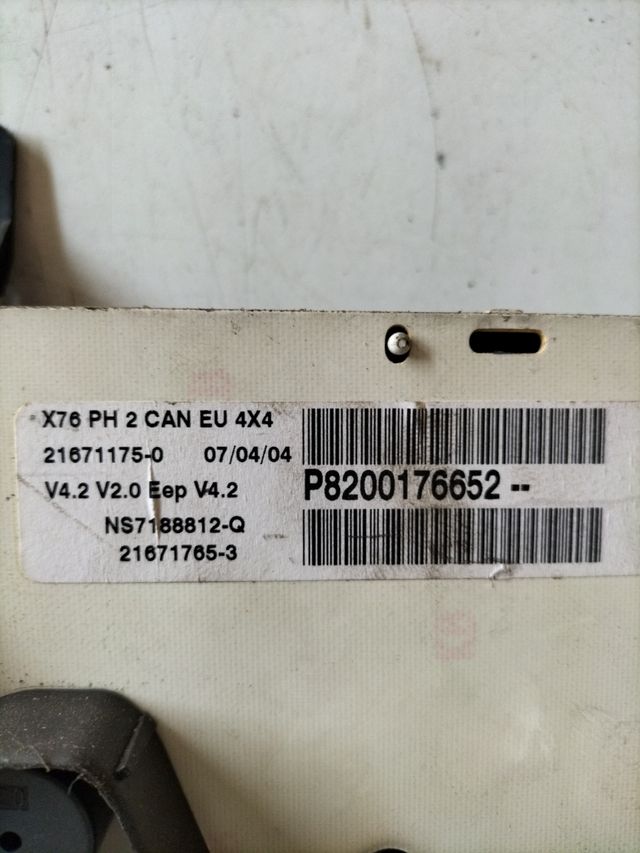 X76 PH 2 CAN EU 4X4
21671175-0 07/04/04
V4.2 V2.0 Eep V4.2
P8200176652 --
NS7188812-Q
21671765-3